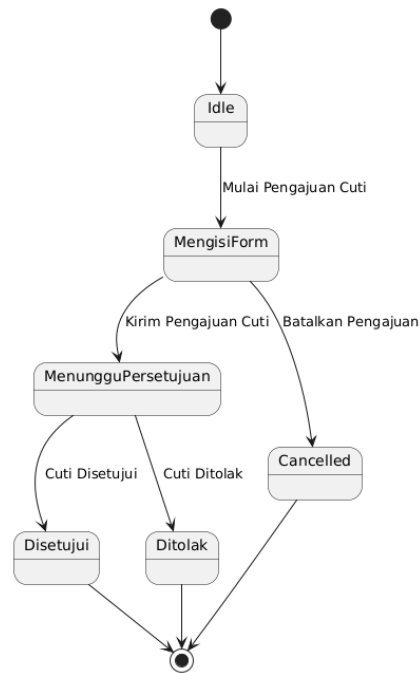 Idle
Mulai Pengajuan Cuti
MengisiForm
Kirim Pengajuan Cuti
Batalkan Pengajuan
MenungguPersetujuan
Cuti Disetujui
Cuti Ditolak
Cancelled
Disetujui
Ditolak